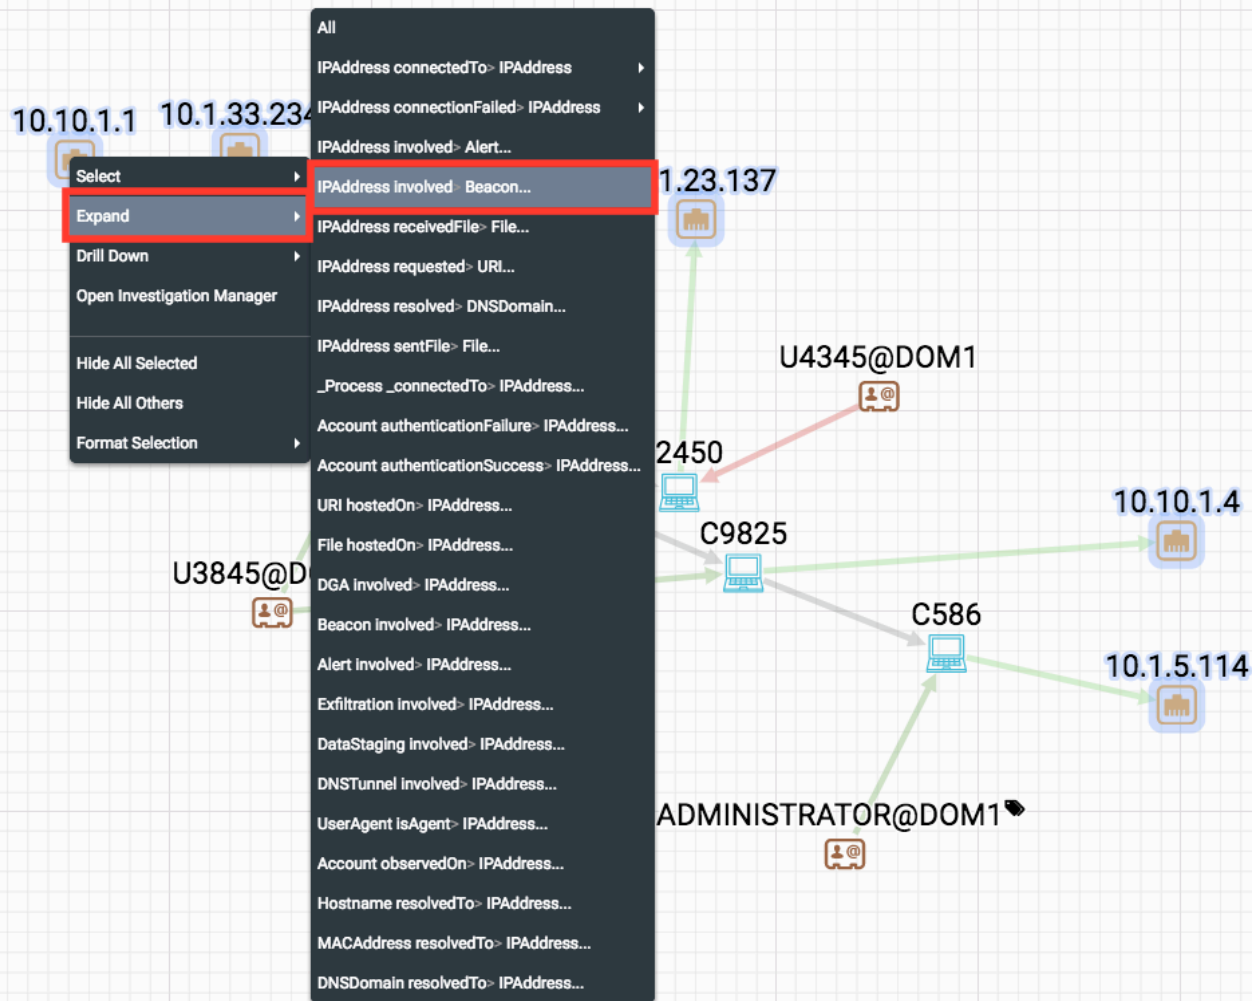 10.10.1.1
10.1.33.234
Select
Expand
Drill Down
Open Investigation Manager
Hide All Selected
Hide All Others
Format Selection
All
IPAddress connectedTo> IPAddress
IPAddress connectionFailed> IPAddress
IPAddress involved> Alert...
IPAddress involved> Beacon...
IPAddress receivedFile> File...
IPAddress requested> URI...
IPAddress resolved> DNSDomain...
IPAddress sentFile> File...
_Process _connectedTo> IPAddress...
Account authenticationFailure> IPAddress...
Account authenticationSuccess> IPAddress...
URI hostedOn> IPAddress...
File hostedOn> IPAddress...
DGA involved> IPAddress...
Beacon involved> IPAddress...
Alert involved> IPAddress...
Exfiltration involved> IPAddress...
DataStaging involved> IPAddress...
DNSTunnel involved> IPAddress...
UserAgent isAgent> IPAddress...
Account observedOn> IPAddress...
Hostname resolvedTo> IPAddress...
MACAddress resolvedTo> IPAddress...
DNSDomain resolvedTo> IPAddress...
1.23.137
U4345@DOM1
2450
C9825
10.10.1.4
U3845@D
C586
10.1.5.114
ADMINISTRATOR@DOM1